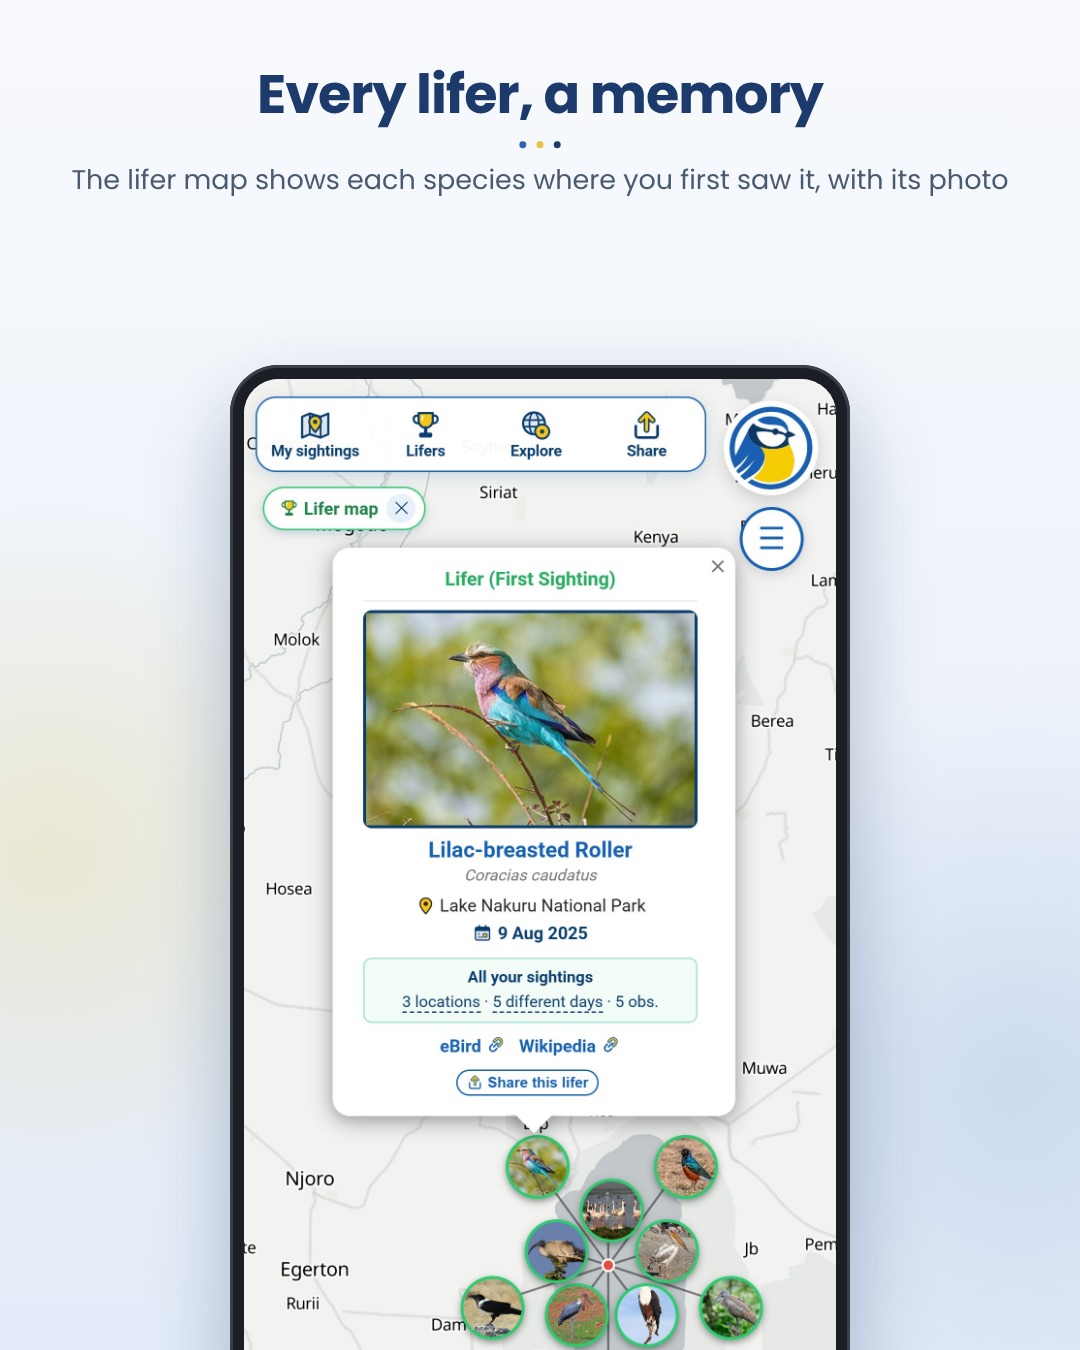 Every lifer, a memory
The lifer map shows each species where you first saw it, with its photo
My sightings
Lifers
Explore
Share
Siriat
Lifer map
Kenya
Lifer (First Sighting)
Molok
Berea
Lilac-breasted Roller
Coracias caudatus
Hosea
Lake Nakuru National Park
9 Aug 2025
All your sightings
3 locations · 5 different days · 5 obs.
eBird Wikipedia
Muwa
Share this lifer
Njoro
Jb
Egerton
Rurii